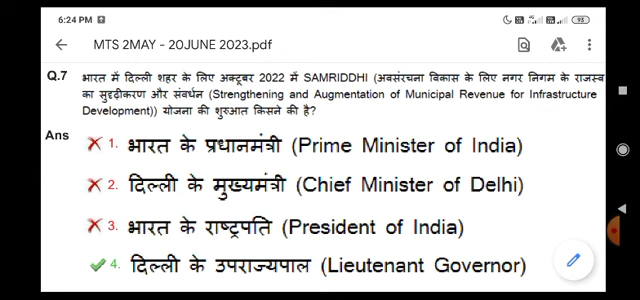 6:24 PM
93
MTS 2MAY - 20JUNE 2023.pdf
Q.7 भारत में दिल्ली शहर के लिए अक्टूबर 2022 में SAMRIDDHI (अवसंरचना विकास के लिए नगर निगम के राजस्व
का सुदृढ़ीकरण और संवर्धन (Strengthening and Augmentation of Municipal Revenue for Infrastructure
Development)) योजना की शुरुआत किसने की है?
Ans
1. भारत के प्रधानमंत्री (Prime Minister of India)
2. दिल्ली के मुख्यमंत्री (Chief Minister of Delhi)
3. भारत के राष्ट्रपति (President of India)
4. दिल्ली के उपराज्यपाल (Lieutenant Governor)